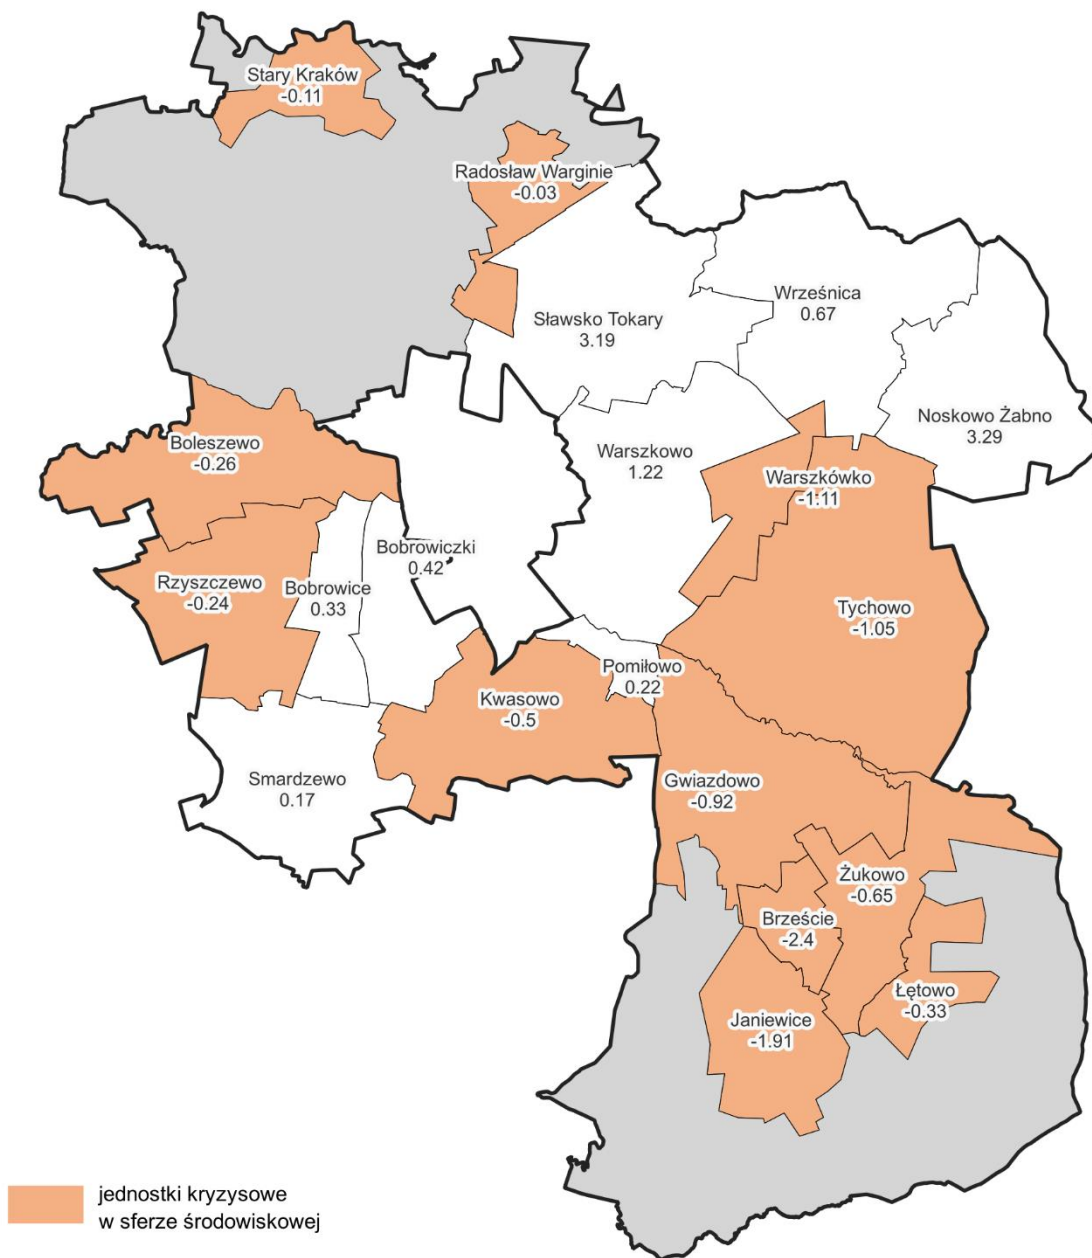 Stary Kraków
-0.11
Radosław Warginie
-0.03
Wrześnica
0.67
Sławsko Tokary
3.19
Noskowo Żabno
3.29
Boleszewo
-0.26
Warszkowo
1.22
Warszkówko
-1.11
Bobrowiczki
0.42
Rzyszczewo
-0.24
Bobrowice
0.33
Tychowo
-1.05
Pomiłowo
0.22
Kwasowo
-0.5
Smardzewo
0.17
Gwiazdowo
-0.92
Żukowo
-0.65
Brzeście
-2.4
Łętowo
-0.33
Janiewice
-1.91
jednostki kryzysowe
w sferze środowiskowej